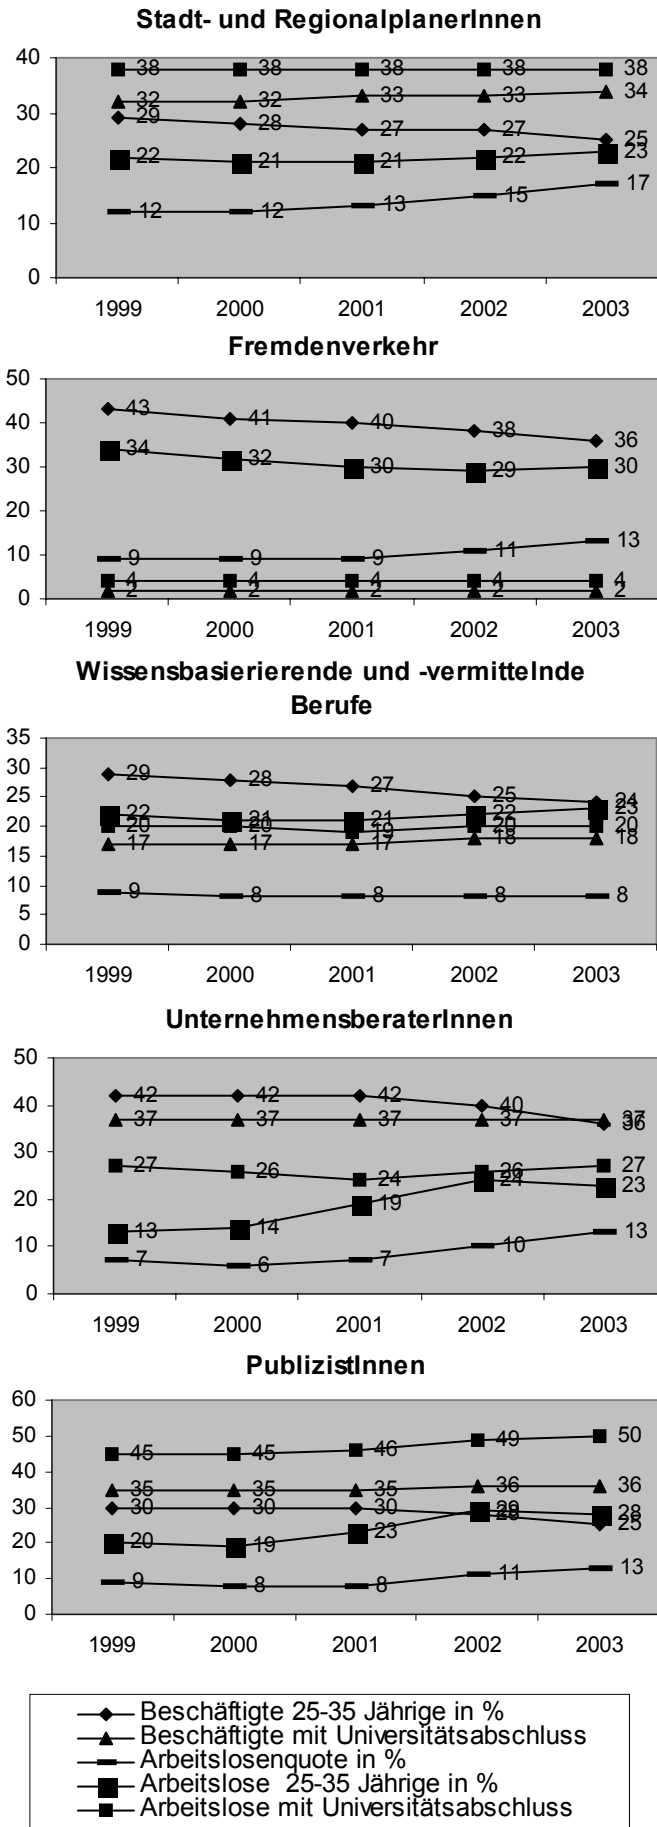 Stadt- und RegionalplanerInnen
40
38 38 38 38 38
32 32 33 33 34
30
29 28 27 27 25
22 21 21 22 23
20
12 12 13 15 17
10
0
1999 2000 2001 2002 2003
Fremdenverkehr
50
43 41 40 38 36
40
34 32 30 29 30
30
20
9 9 9 11 13
10
4 4 4 4 4
2 2 2 2 2
0
1999 2000 2001 2002 2003
Wissensbasierierende und -vermittelnde
Berufe
35
30
29 28 27 25 24
25
22 21 21 22 23
20
20 20 19 20 20
17 17 17 18 18
15
10
9 8 8 8 8
5
0
1999 2000 2001 2002 2003
UnternehmensberaterInnen
50
42 42 42 40 36
40
37 37 37 37 37
30
27 26 24 26 27
20
13 14 19 24 23
10
7 6 7 10 13
0
1999 2000 2001 2002 2003
PublizistInnen
60
50
45 45 46 49 50
40
35 35 35 36 36
30
30 30 30 28 25
20
20 19 23 29 28
10
9 8 8 11 13
0
1999 2000 2001 2002 2003
Beschäftigte 25-35 Jährige in %
Beschäftigte mit Universitätsabschluss
Arbeitslosenquote in %
Arbeitslose 25-35 Jährige in %
Arbeitslose mit Universitätsabschluss